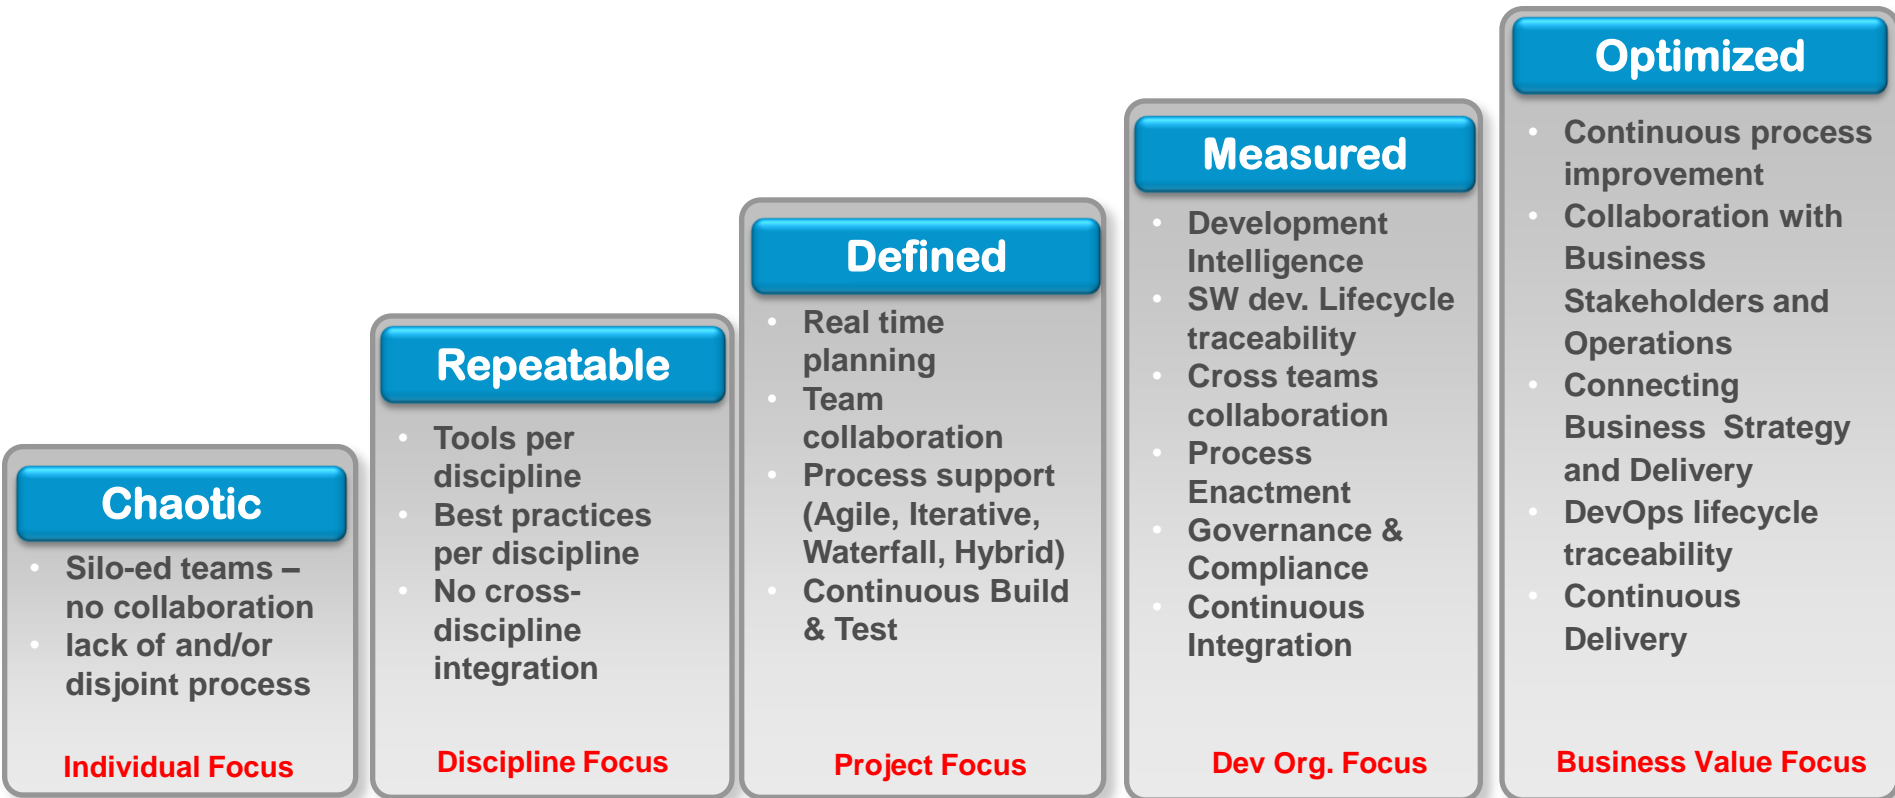 Chaotic
• Silo-ed teams –
no collaboration
• lack of and/or
disjoint process
Individual Focus
Repeatable
• Tools per
discipline
• Best practices
per discipline
• No cross-
discipline
integration
Discipline Focus
Defined
• Real time
planning
• Team
collaboration
• Process support
(Agile, Iterative,
Waterfall, Hybrid)
• Continuous Build
& Test
Project Focus
Measured
• Development
Intelligence
• SW dev. Lifecycle
traceability
• Cross teams
collaboration
• Process
Enactment
• Governance &
Compliance
• Continuous
Integration
Dev Org. Focus
Optimized
• Continuous process
improvement
• Collaboration with
Business
Stakeholders and
Operations
• Connecting
Business Strategy
and Delivery
• DevOps lifecycle
traceability
• Continuous
Delivery
Business Value Focus